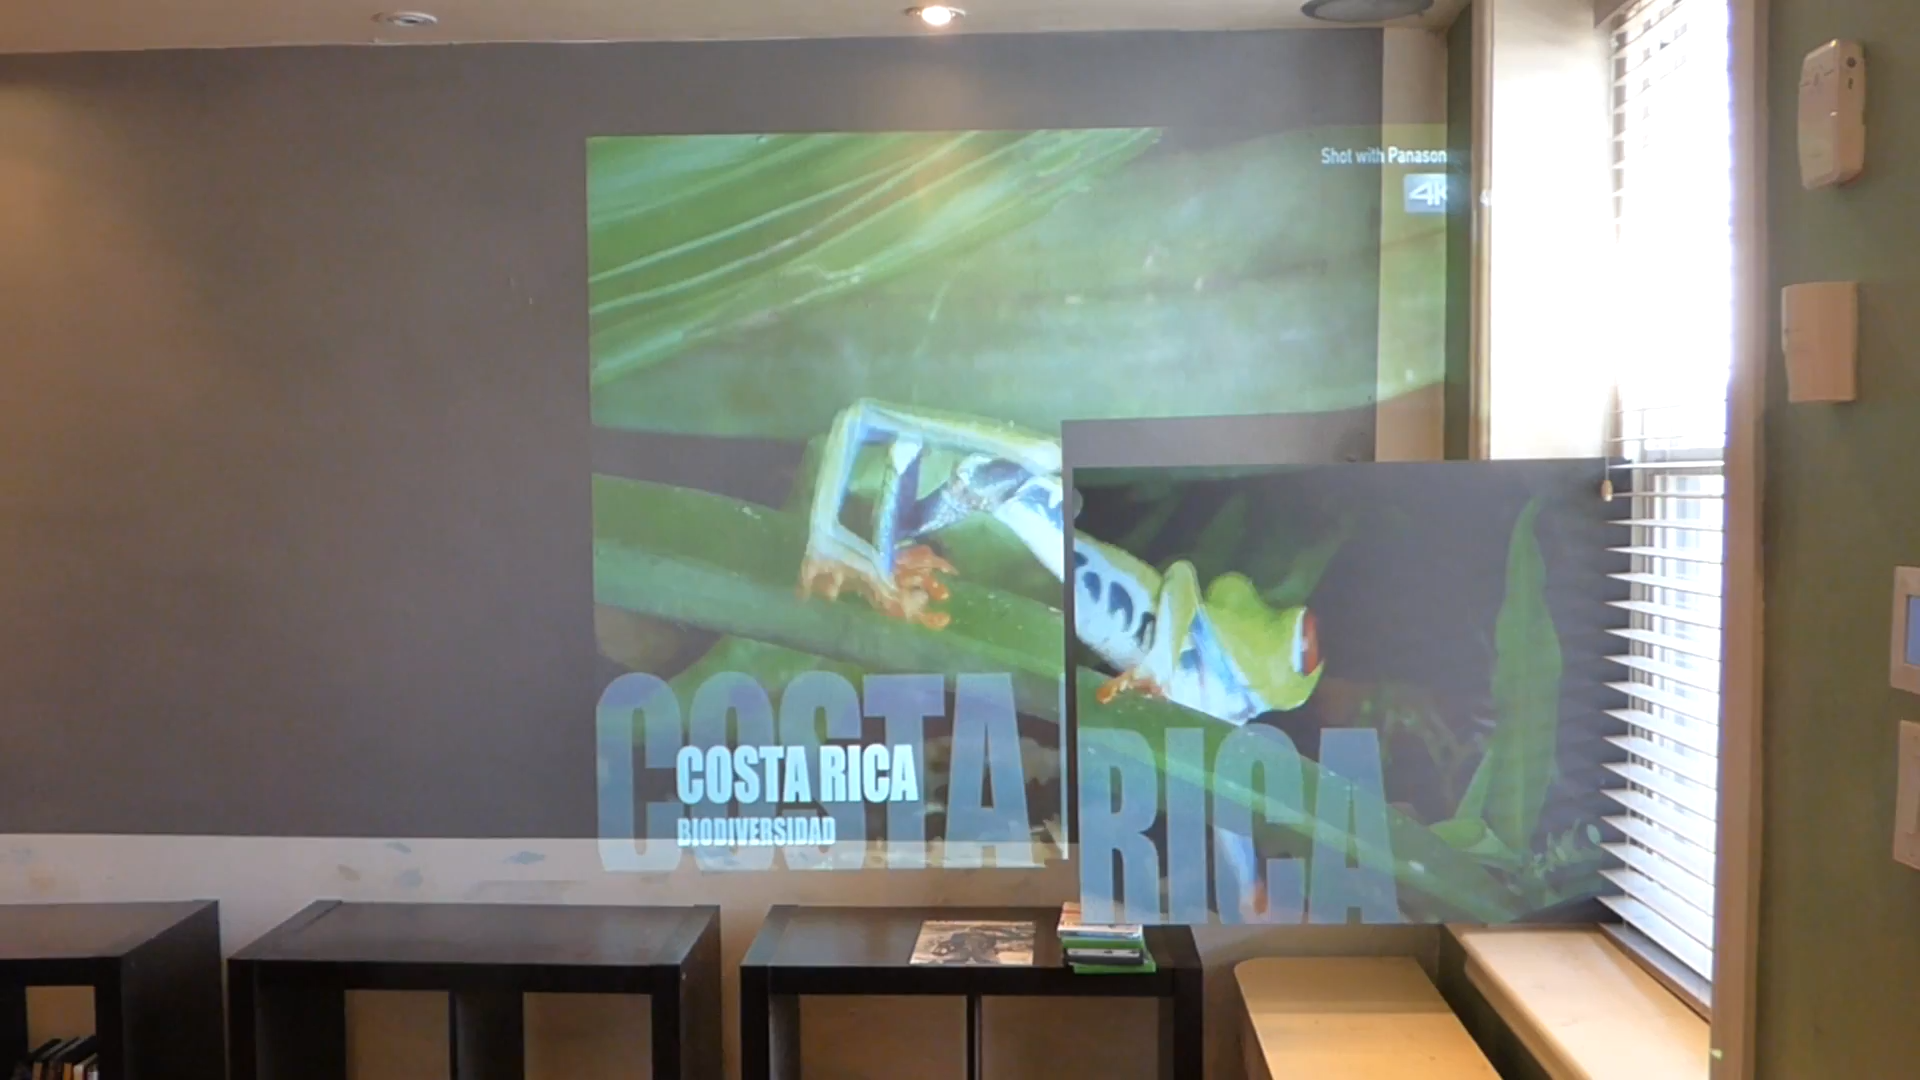 Shot with Panason
4K
COSTA RICA
COSTA RICA
BIODIVERSIDAD